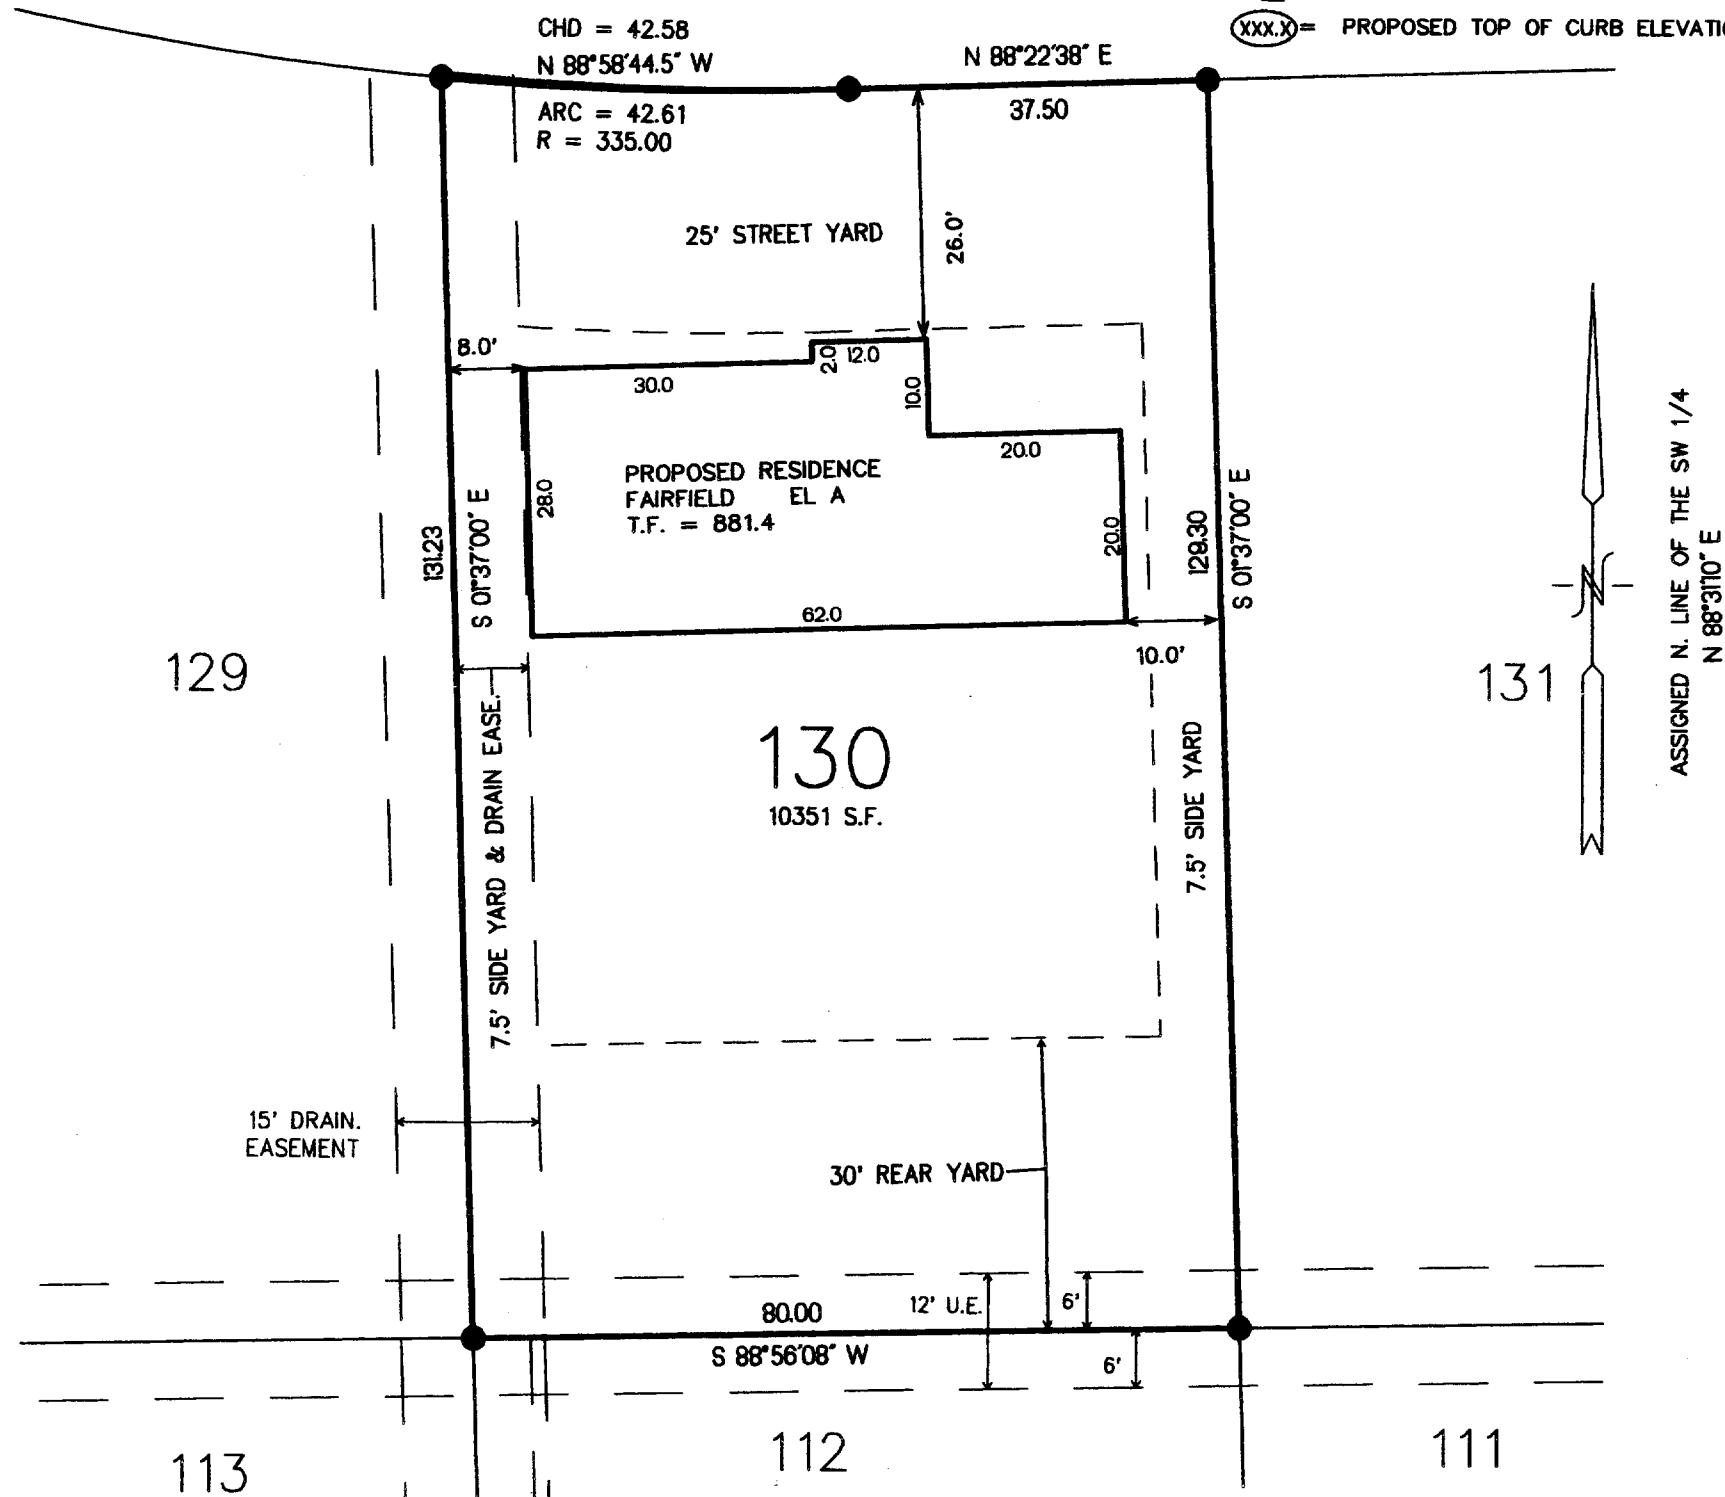 CHD = 42.58
N 88°58'44.5" W
ARC = 42.61
R = 335.00
N 88°22'38" E
37.50
XXX.X = PROPOSED TOP OF CURB
25' STREET YARD
26.0'
8.0'
30.0
2.0
12.0
10.0
20.0
28.0
PROPOSED RESIDENCE
FAIRFIELD EL A
T.F. = 881.4
20.0
62.0
10.0'
131.23
S 01°37'00" E
129.30
S 01°37'00" E
129
130
10351 S.F.
131
N
ASSIGNED N. LINE OF THE SW 1/4
N 88°31'10" E
7.5' SIDE YARD & DRAIN EASE.
7.5' SIDE YARD
15' DRAIN.
EASEMENT
30' REAR YARD
80.00
12' U.E.
6'
S 88°56'08" W
6'
113
112
111